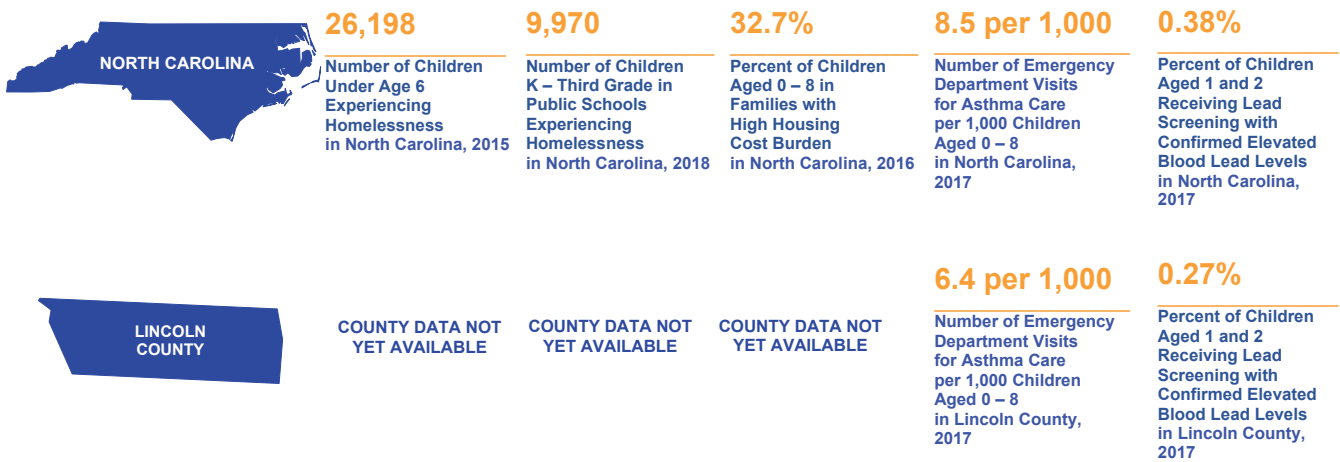 NORTH CAROLINA
26,198
Number of Children
Under Age 6
Experiencing
Homelessness
in North Carolina, 2015
9,970
Number of Children
K – Third Grade in
Public Schools
Experiencing
Homelessness
in North Carolina, 2018
32.7%
Percent of Children
Aged 0 – 8 in
Families with
High Housing
Cost Burden
in North Carolina, 2016
8.5 per 1,000
Number of Emergency
Department Visits
for Asthma Care
per 1,000 Children
Aged 0 – 8
in North Carolina,
2017
0.38%
Percent of Children
Aged 1 and 2
Receiving Lead
Screening with
Confirmed Elevated
Blood Lead Levels
in North Carolina,
2017
LINCOLN
COUNTY
COUNTY DATA NOT
YET AVAILABLE
COUNTY DATA NOT
YET AVAILABLE
COUNTY DATA NOT
YET AVAILABLE
6.4 per 1,000
Number of Emergency
Department Visits
for Asthma Care
per 1,000 Children
Aged 0 – 8
in Lincoln County,
2017
0.27%
Percent of Children
Aged 1 and 2
Receiving Lead
Screening with
Confirmed Elevated
Blood Lead Levels
in Lincoln County,
2017